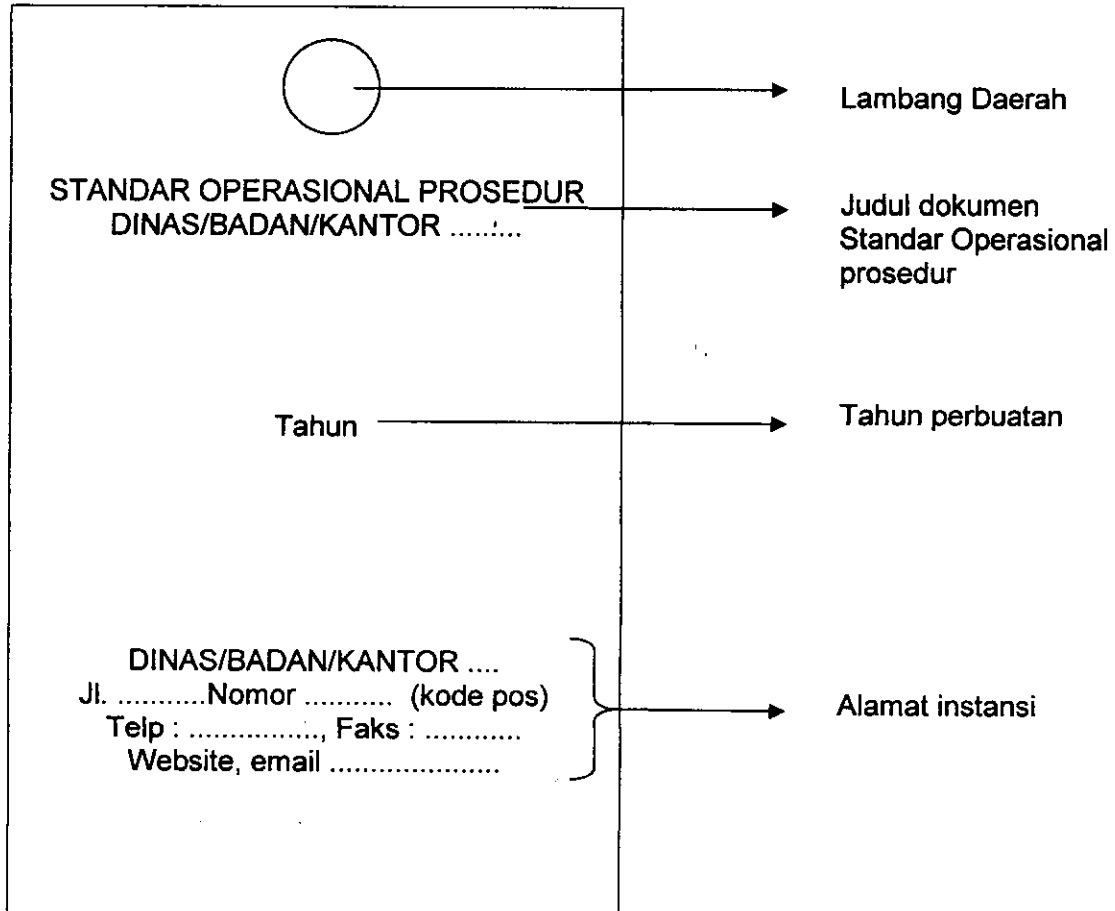 Lambang Daerah
STANDAR OPERASIONAL PROSEDUR
DINAS/BADAN/KANTOR .........
Judul dokumen
Standar Operasional
prosedur
Tahun
Tahun perbuatan
DINAS/BADAN/KANTOR ....
Jl. ...........Nomor ........... (kode pos)
Telp : ................, Faks : ............
Website, email .....................
Alamat instansi